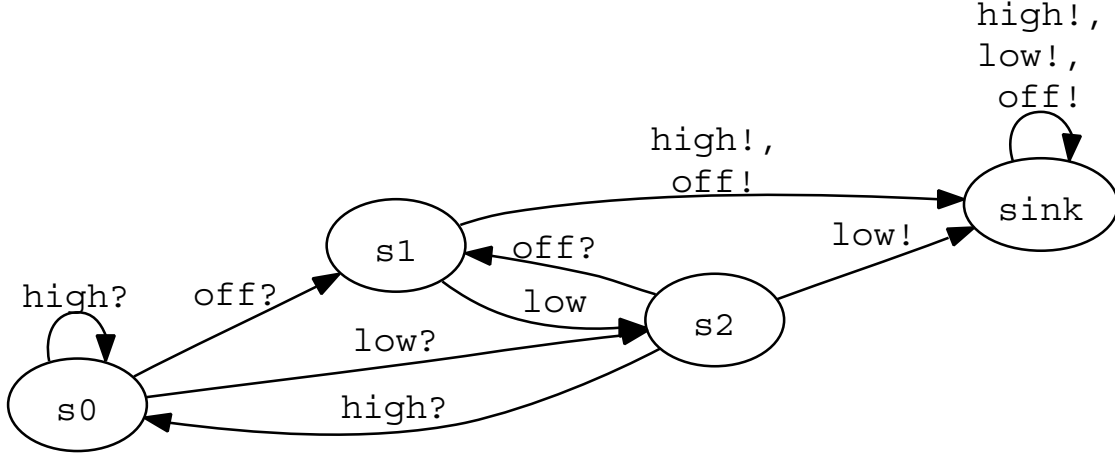 high!,
low!,
off!
high!,
off!
sink
low!
s1
off?
high?
off?
low
s2
low?
s0
high?